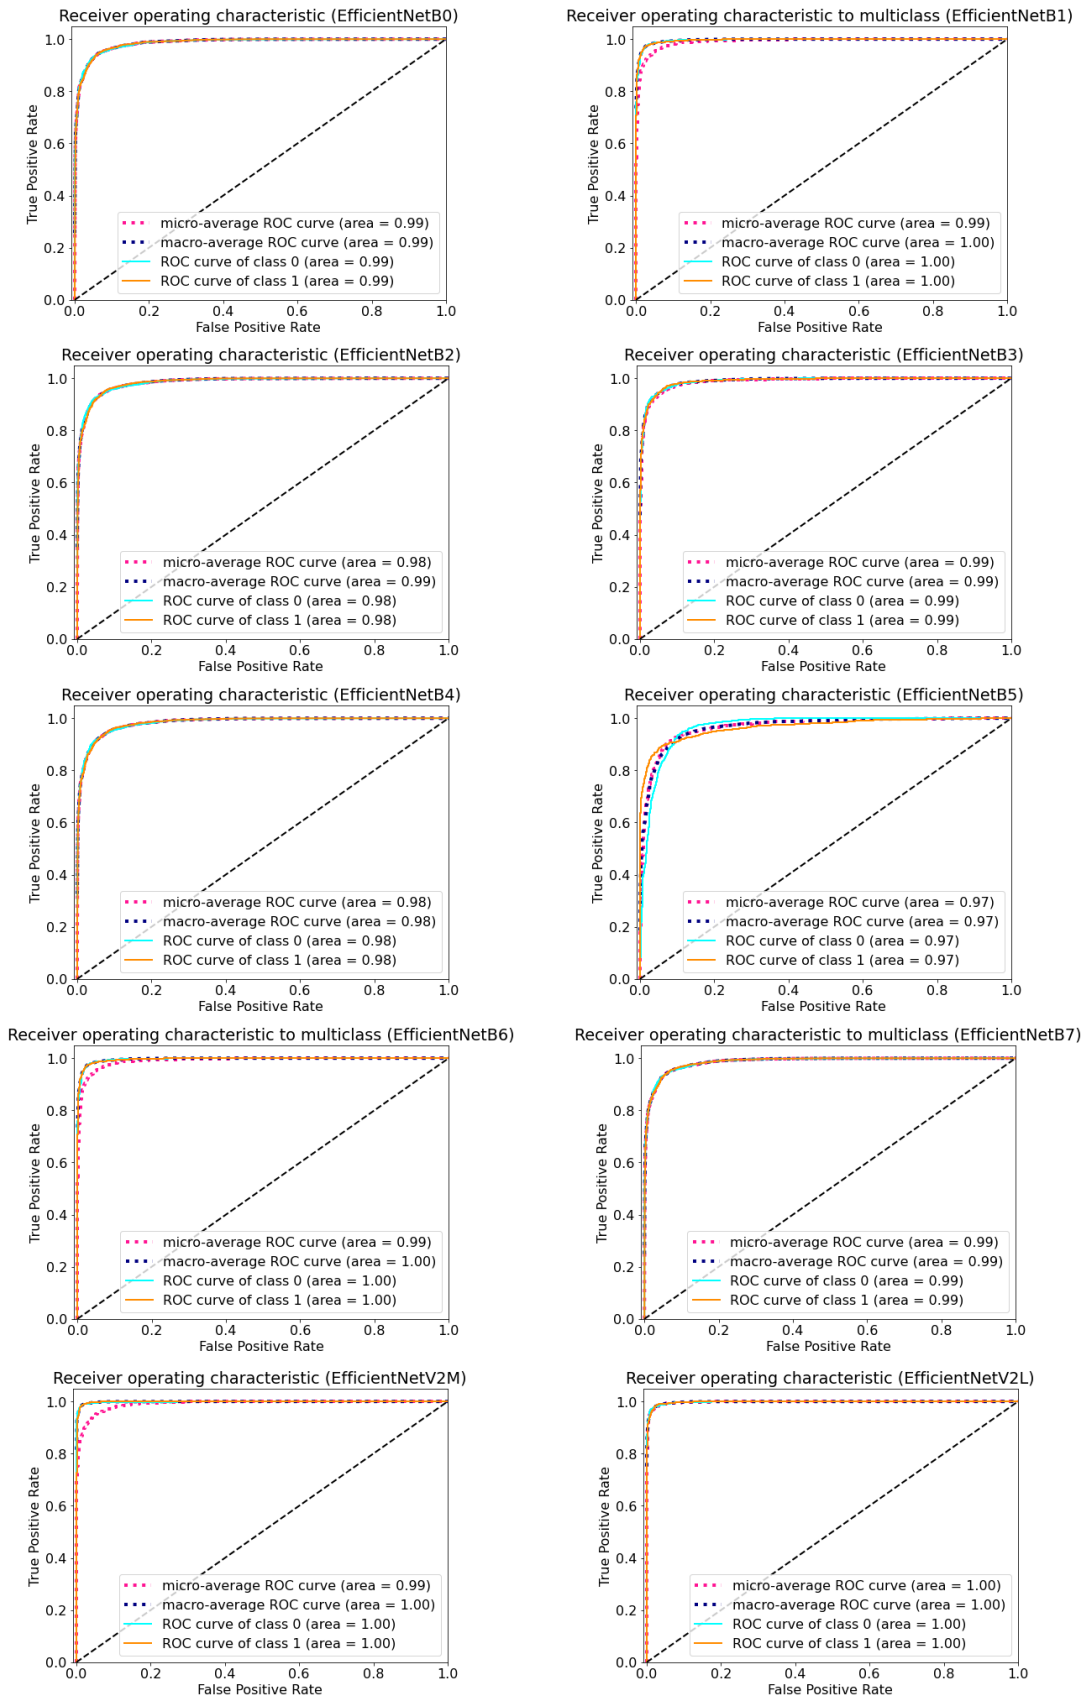 Receiver operating characteristic (EfficientNetB0)
1.0
0.8
0.6
0.4
0.2
0.0
True Positive Rate
micro-average ROC curve (area = 0.99)
macro-average ROC curve (area = 0.99)
ROC curve of class 0 (area = 0.99)
ROC curve of class 1 (area = 0.99)
0.0 0.2 0.4 0.6 0.8 1.0
False Positive Rate
Receiver operating characteristic to multiclass (EfficientNetB1)
1.0
0.8
0.6
0.4
0.2
0.0
True Positive Rate
micro-average ROC curve (area = 0.99)
macro-average ROC curve (area = 1.00)
ROC curve of class 0 (area = 1.00)
ROC curve of class 1 (area = 1.00)
0.0 0.2 0.4 0.6 0.8 1.0
False Positive Rate
Receiver operating characteristic (EfficientNetB2)
1.0
0.8
0.6
0.4
0.2
0.0
True Positive Rate
micro-average ROC curve (area = 0.98)
macro-average ROC curve (area = 0.99)
ROC curve of class 0 (area = 0.98)
ROC curve of class 1 (area = 0.98)
0.0 0.2 0.4 0.6 0.8 1.0
False Positive Rate
Receiver operating characteristic (EfficientNetB3)
1.0
0.8
0.6
0.4
0.2
0.0
True Positive Rate
micro-average ROC curve (area = 0.99)
macro-average ROC curve (area = 0.99)
ROC curve of class 0 (area = 0.99)
ROC curve of class 1 (area = 0.99)
0.0 0.2 0.4 0.6 0.8 1.0
False Positive Rate
Receiver operating characteristic (EfficientNetB4)
1.0
0.8
0.6
0.4
0.2
0.0
True Positive Rate
micro-average ROC curve (area = 0.98)
macro-average ROC curve (area = 0.98)
ROC curve of class 0 (area = 0.98)
ROC curve of class 1 (area = 0.98)
0.0 0.2 0.4 0.6 0.8 1.0
False Positive Rate
Receiver operating characteristic (EfficientNetB5)
1.0
0.8
0.6
0.4
0.2
0.0
True Positive Rate
micro-average ROC curve (area = 0.97)
macro-average ROC curve (area = 0.97)
ROC curve of class 0 (area = 0.97)
ROC curve of class 1 (area = 0.97)
0.0 0.2 0.4 0.6 0.8 1.0
False Positive Rate
Receiver operating characteristic to multiclass (EfficientNetB6)
1.0
0.8
0.6
0.4
0.2
0.0
True Positive Rate
micro-average ROC curve (area = 0.99)
macro-average ROC curve (area = 1.00)
ROC curve of class 0 (area = 1.00)
ROC curve of class 1 (area = 1.00)
0.0 0.2 0.4 0.6 0.8 1.0
False Positive Rate
Receiver operating characteristic to multiclass (EfficientNetB7)
1.0
0.8
0.6
0.4
0.2
0.0
True Positive Rate
micro-average ROC curve (area = 0.99)
macro-average ROC curve (area = 0.99)
ROC curve of class 0 (area = 0.99)
ROC curve of class 1 (area = 0.99)
0.0 0.2 0.4 0.6 0.8 1.0
False Positive Rate
Receiver operating characteristic (EfficientNetV2M)
1.0
0.8
0.6
0.4
0.2
0.0
True Positive Rate
micro-average ROC curve (area = 0.99)
macro-average ROC curve (area = 1.00)
ROC curve of class 0 (area = 1.00)
ROC curve of class 1 (area = 1.00)
0.0 0.2 0.4 0.6 0.8 1.0
False Positive Rate
Receiver operating characteristic (EfficientNetV2L)
1.0
0.8
0.6
0.4
0.2
0.0
True Positive Rate
micro-average ROC curve (area = 1.00)
macro-average ROC curve (area = 1.00)
ROC curve of class 0 (area = 1.00)
ROC curve of class 1 (area = 1.00)
0.0 0.2 0.4 0.6 0.8 1.0
False Positive Rate